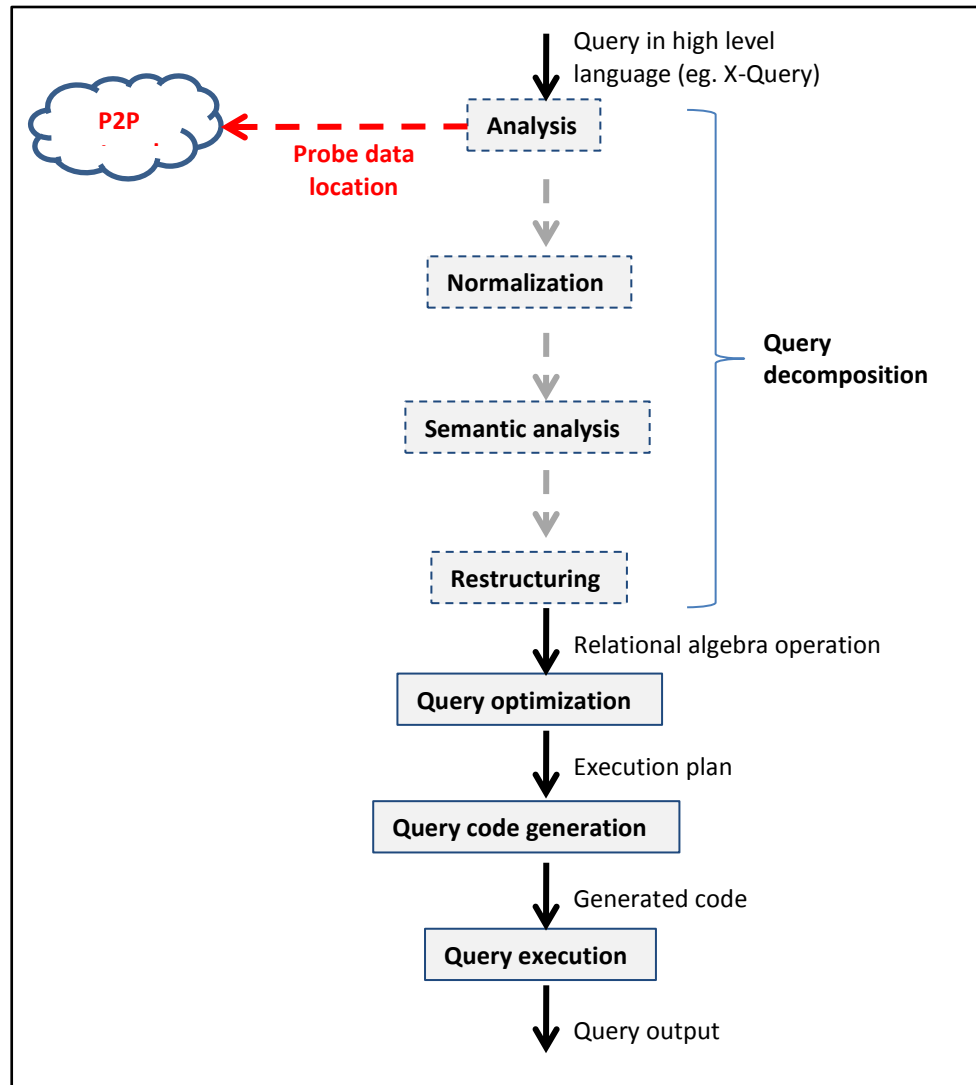 Query in high level
language (eg. X-Query)
P2P
Analysis
Probe data
location
Normalization
Query
decomposition
Semantic analysis
Restructuring
Relational algebra operation
Query optimization
Execution plan
Query code generation
Generated code
Query execution
Query output